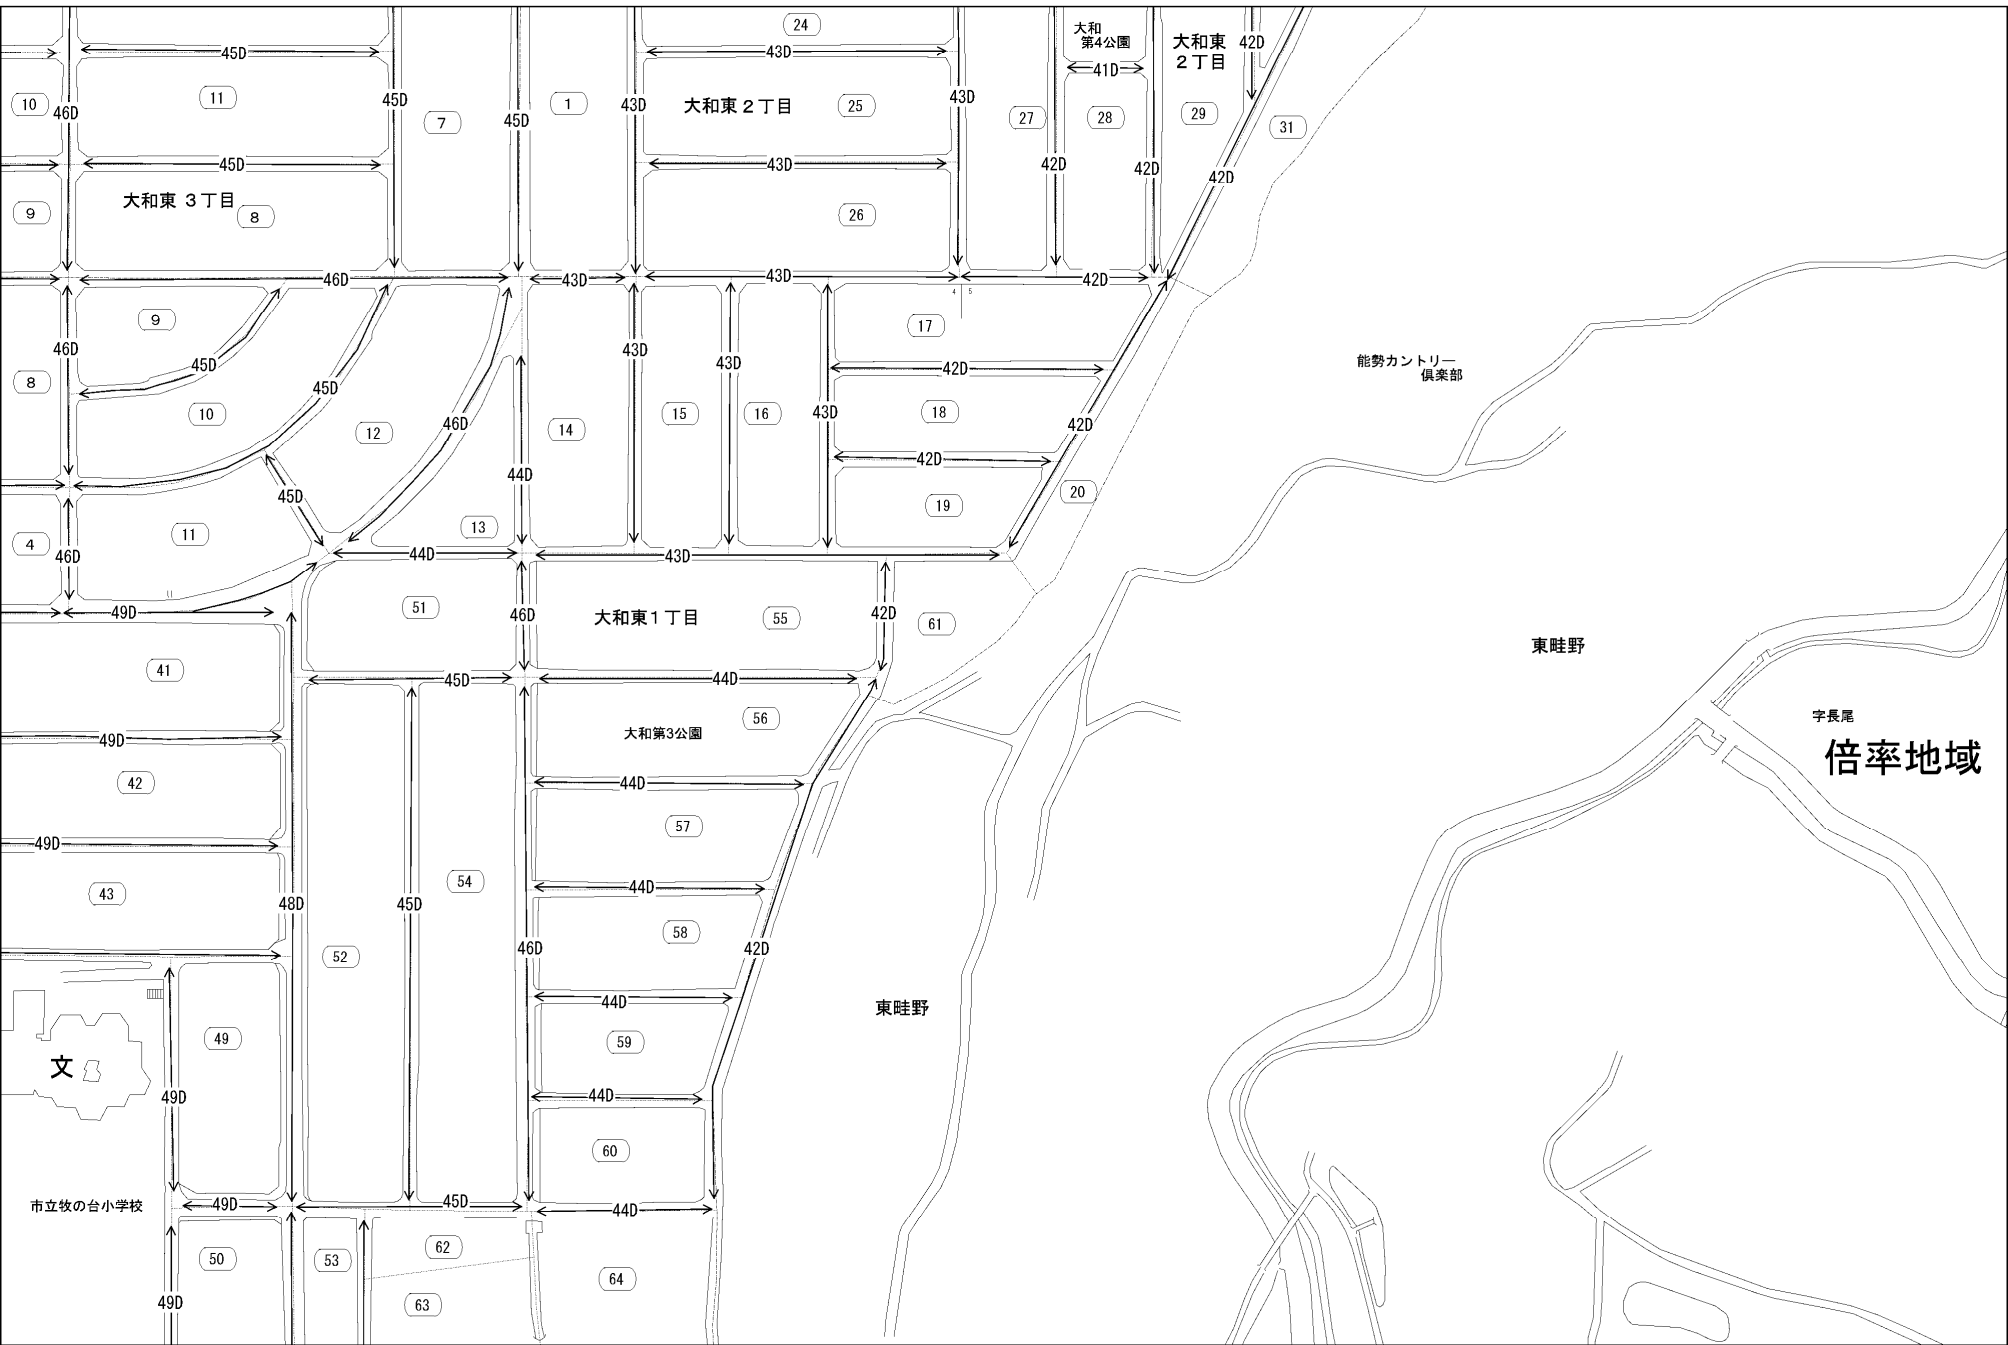 24
大和
第4公園
大和東
２丁目
42D
45D
43D
41D
10
46D
11
45D
7
45D
1
43D
大和東２丁目
25
43D
27
28
29
31
45D
43D
42D
42D
42D
9
大和東 ３丁目
8
26
46D
43D
43D
42D
4 5
9
17
46D
45D
43D
43D
42D
能勢カントリー
倶楽部
8
45D
10
12
46D
14
15
16
43D
18
42D
42D
44D
45D
13
19
20
4
11
46D
44D
43D
49D
51
46D
大和東１丁目
55
42D
61
東畦野
41
45D
44D
56
大和第3公園
字長尾
倍率地域
49D
42
44D
57
49D
43
48D
45D
54
44D
58
46D
42D
52
44D
東畦野
49
59
文
49D
44D
60
市立牧の台小学校
49D
45D
44D
50
53
62
64
49D
63